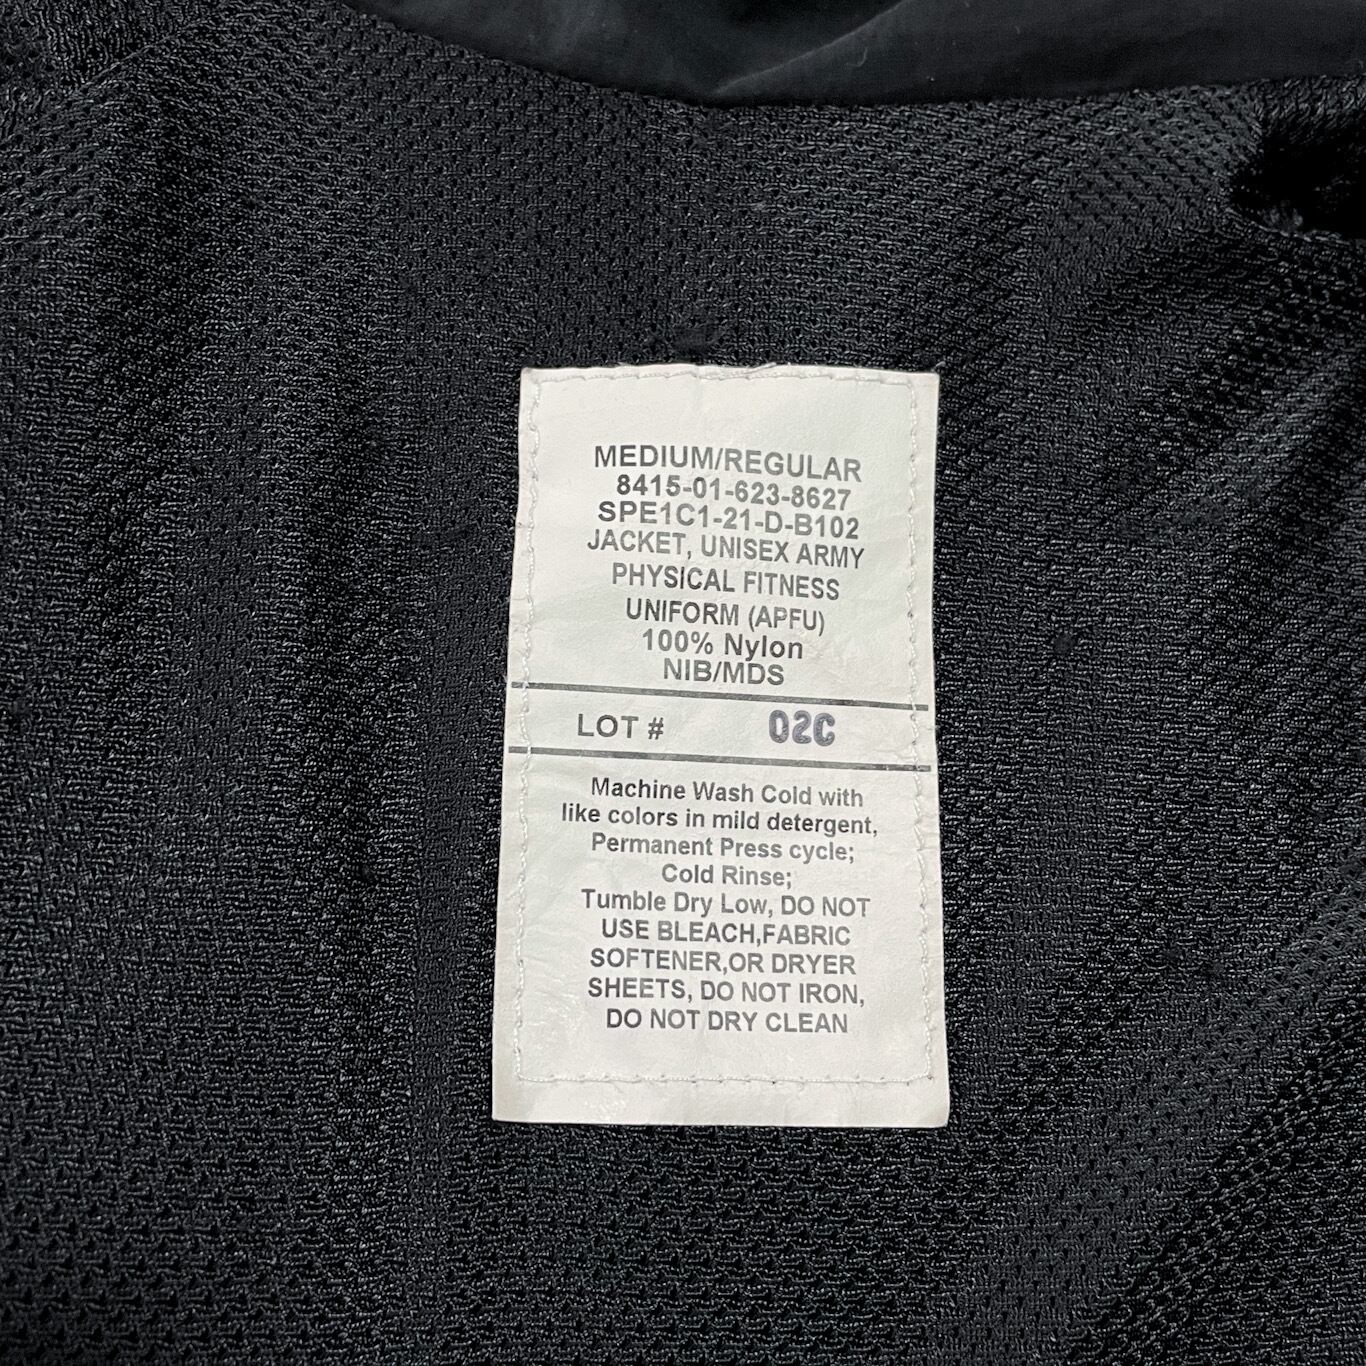 MEDIUM/REGULAR
8415-01-623-8627
SPE1C1-21-D-B102
JACKET, UNISEX ARMY
PHYSICAL FITNESS
UNIFORM (APFU)
100% Nylon
NIB/MDS
LOT # 02C
Machine Wash Cold with
like colors in mild detergent,
Permanent Press cycle;
Cold Rinse;
Tumble Dry Low, DO NOT
USE BLEACH,FABRIC
SOFTENER,OR DRYER
SHEETS, DO NOT IRON,
DO NOT DRY CLEAN